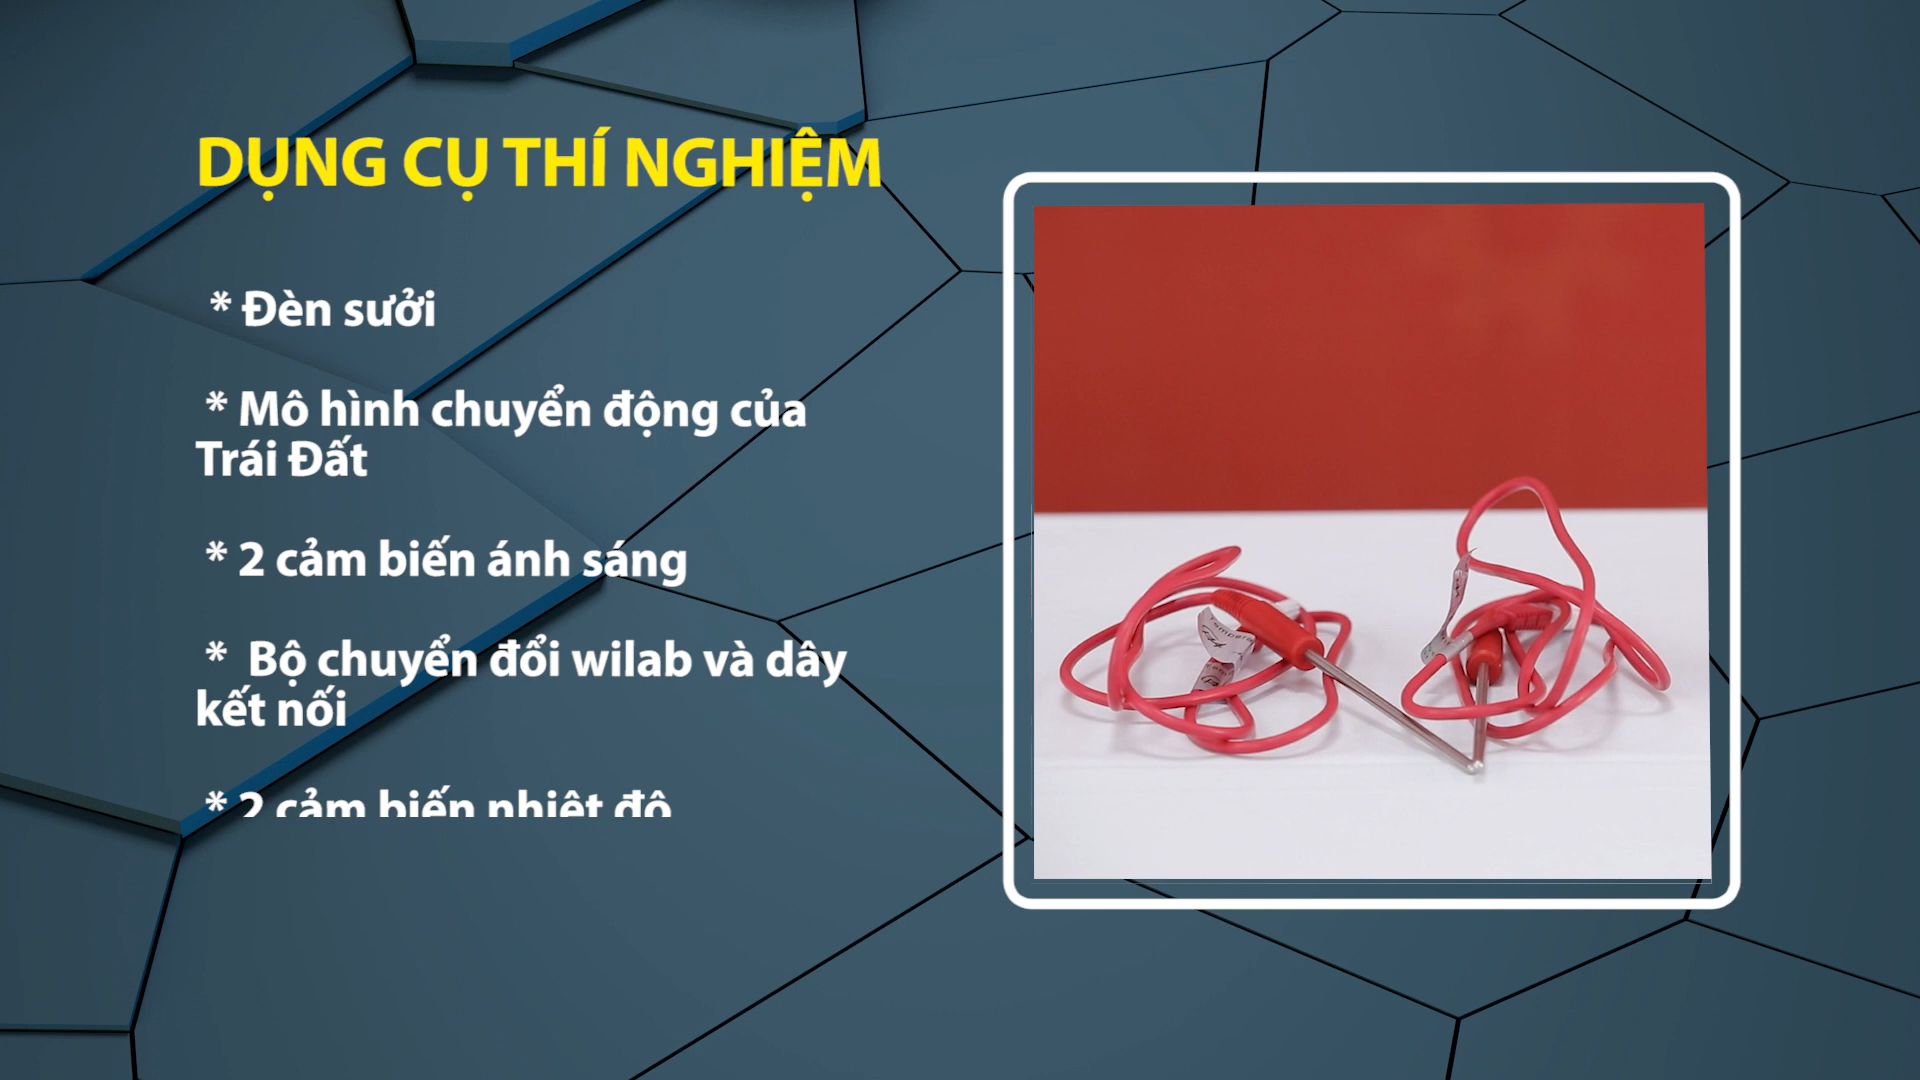 DỤNG CỤ THÍ NGHIỆM
* Đèn sưởi
* Mô hình chuyển động của
Trái Đất
* 2 cảm biến ánh sáng
* Bộ chuyển đổi wilab và dây
kết nối
* 2 cảm biến nhiệt độ